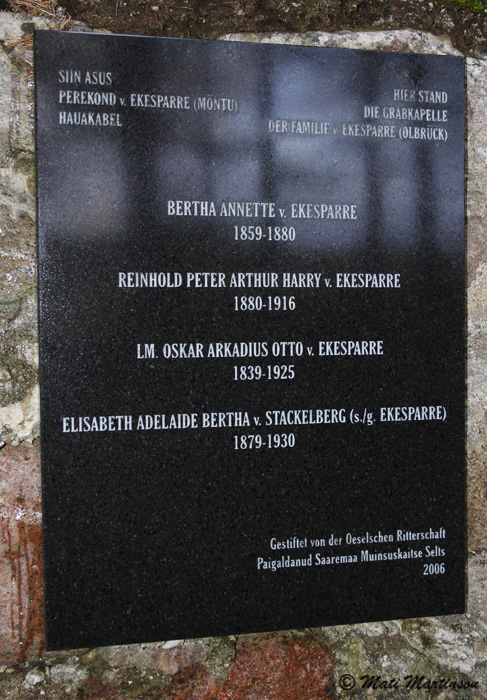 SIIN ASUS
PEREKOND v. EKESPARRE (MÖNTU)
HAUAKABEL
HIER STAND
DIE GRABKAPELLE
DER FAMILIE v. EKESPARRE (OLBRÜCK)
BERTHA ANNETTE v. EKESPARRE
1859-1880
REINHOLD PETER ARTHUR HARRY v. EKESPARRE
1880-1916
LM. OSKAR ARKADIUS OTTO v. EKESPARRE
1839-1925
ELISABETH ADELAIDE BERTHA v. STACKELBERG (s./g. EKESPARRE)
1879-1930
Gestiftet von der Oeselschen Ritterschaft
Paigaldanud Saaremaa Muinsuskaitse Selts
2006
© Mati Martinson